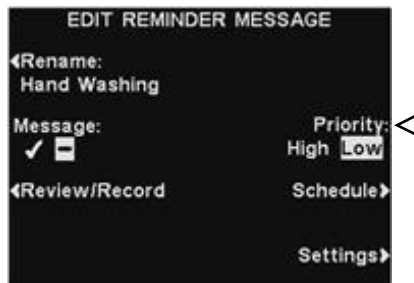 EDIT REMINDER MESSAGE
Rename:
Hand Washing
Message: Priority:
High Low
Review/Record Schedule
Settings